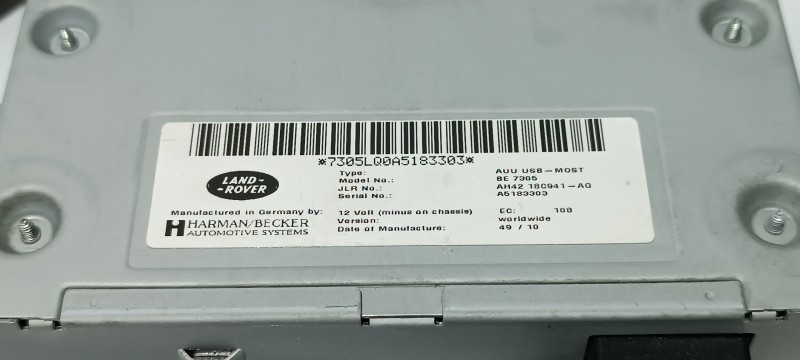 *7305LQ0A5183303*
LAND-
-ROVER
Type: AUU USB-MOST
Model No.: BE 7305
JLR No.: AH42 18C941-AG
Serial No.: A5183303
Manufactured in Germany by: 12 Volt (minus on chassis) EC: 10B
HARMAN/BECKER Version: worldwide
AUTOMOTIVE SYSTEMS Date of Manufacture: 49 / 10